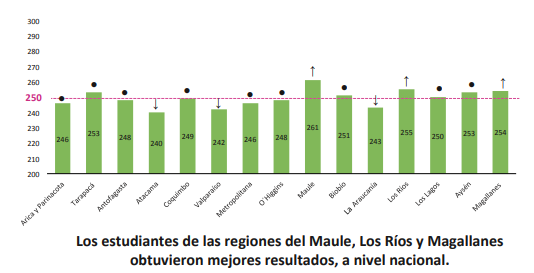 300
290
280
270
260
250
240
230
220
210
200
246
253
248
240
249
242
246
248
261
251
243
255
250
253
254
Arica y Parinacota
Tarapacá
Antofagasta
Atacama
Coquimbo
Valparaíso
Metropolitana
O´Higgins
Maule
Biobío
La Araucanía
Los Ríos
Los Lagos
Aysén
Magallanes
Los estudiantes de las regiones del Maule, Los Ríos y Magallanes
obtuvieron mejores resultados, a nivel nacional.